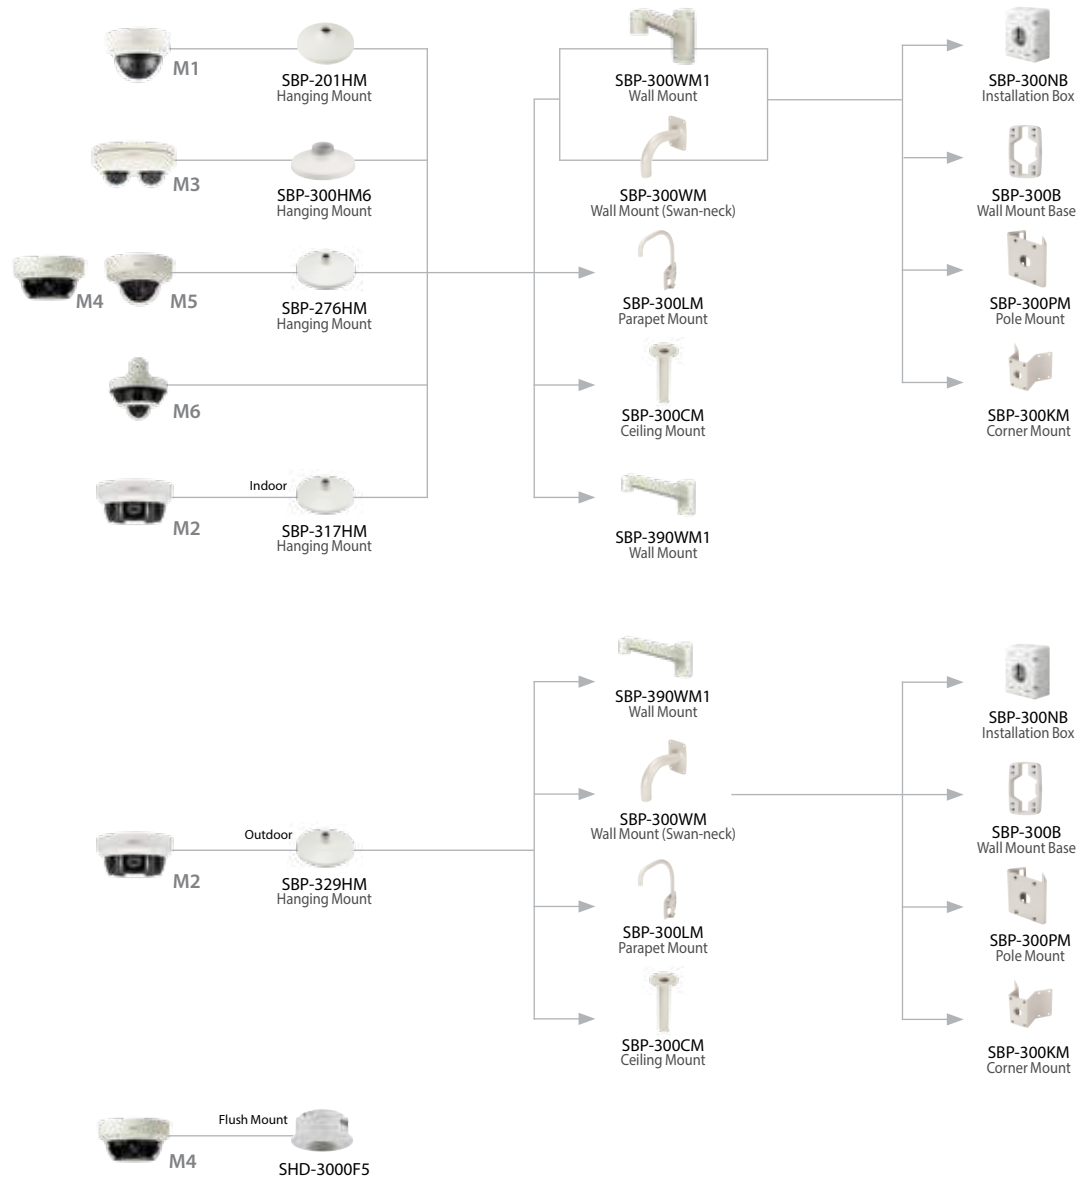 M1
SBP-201HM
Hanging Mount
M3
SBP-300HM6
Hanging Mount
M4
M5
SBP-276HM
Hanging Mount
M6
M2
Indoor
SBP-317HM
Hanging Mount
SBP-300WM1
Wall Mount
SBP-300WM
Wall Mount (Swan-neck)
SBP-300LM
Parapet Mount
SBP-300CM
Ceiling Mount
SBP-390WM1
Wall Mount
SBP-300NB
Installation Box
SBP-300B
Wall Mount Base
SBP-300PM
Pole Mount
SBP-300KM
Corner Mount
M2
Outdoor
SBP-329HM
Hanging Mount
SBP-390WM1
Wall Mount
SBP-300WM
Wall Mount (Swan-neck)
SBP-300LM
Parapet Mount
SBP-300CM
Ceiling Mount
SBP-300NB
Installation Box
SBP-300B
Wall Mount Base
SBP-300PM
Pole Mount
SBP-300KM
Corner Mount
M4
Flush Mount
SHD-3000F5